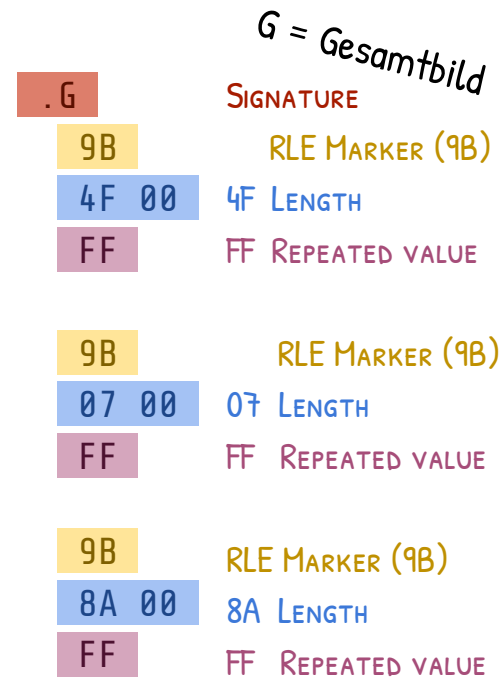 G = Gesamtbild
.G SIGNATURE
9B RLE MARKER (9B)
4F 00 4F LENGTH
FF FF REPEATED VALUE
9B RLE MARKER (9B)
07 00 07 LENGTH
FF FF REPEATED VALUE
9B RLE MARKER (9B)
8A 00 8A LENGTH
FF FF REPEATED VALUE